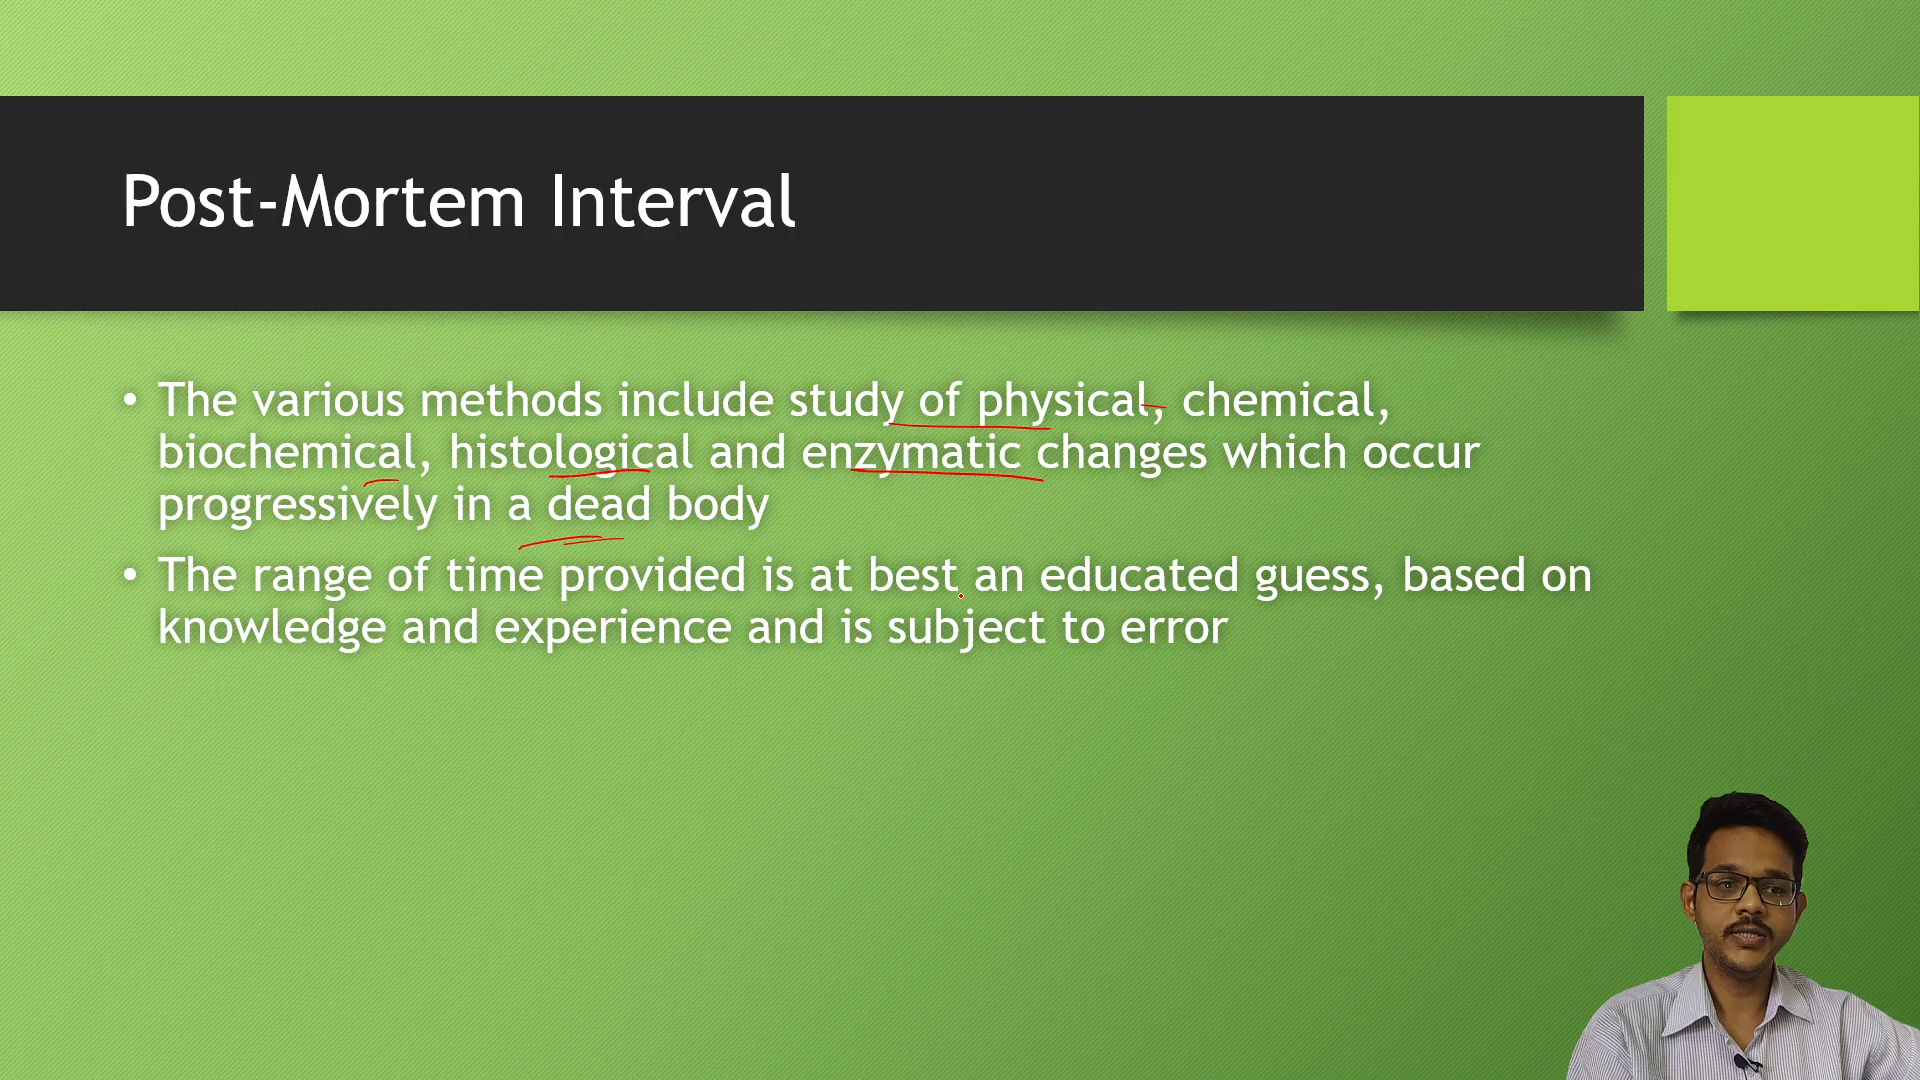 Post-Mortem Interval
• The various methods include study of physical, chemical,
biochemical, histological and enzymatic changes which occur
progressively in a dead body
• The range of time provided is at best an educated guess, based on
knowledge and experience and is subject to error